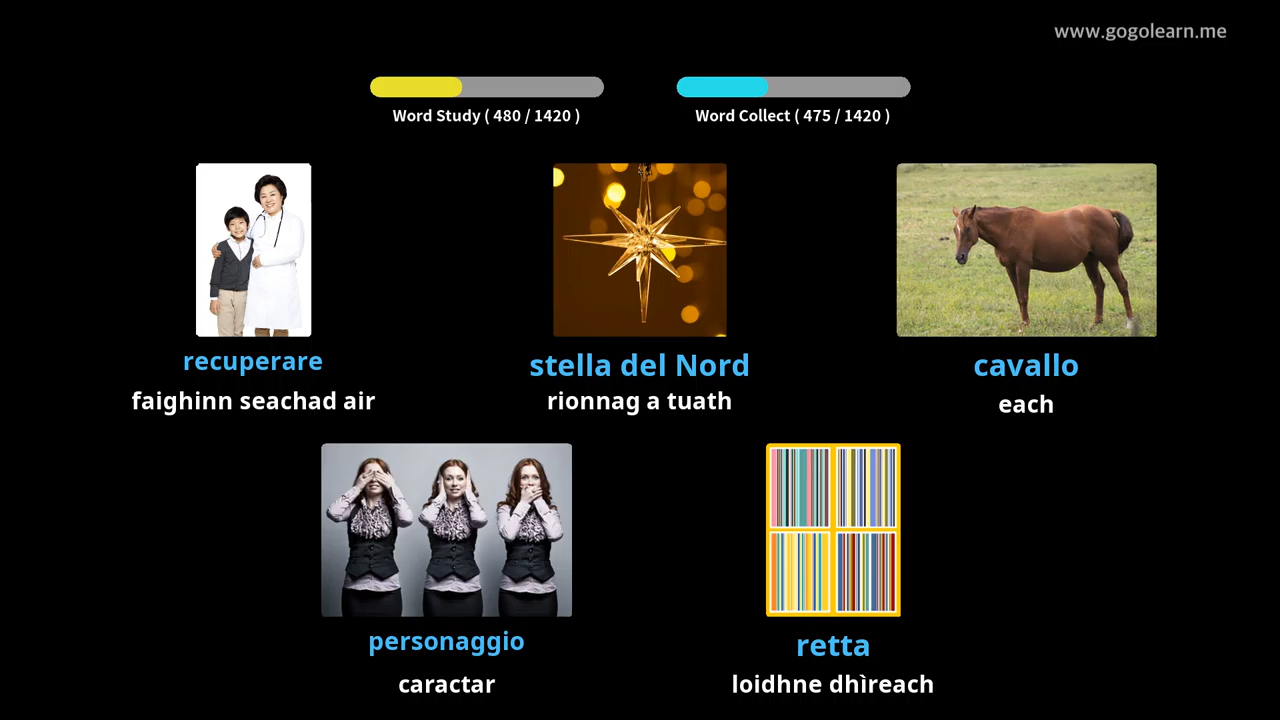 www.gogolearn.me
Word Study ( 480 / 1420 )
Word Collect ( 475 / 1420 )
recuperare
faighinn seachad air
stella del Nord
rionnag a tuath
cavallo
each
personaggio
caractar
retta
loidhne dhìreach